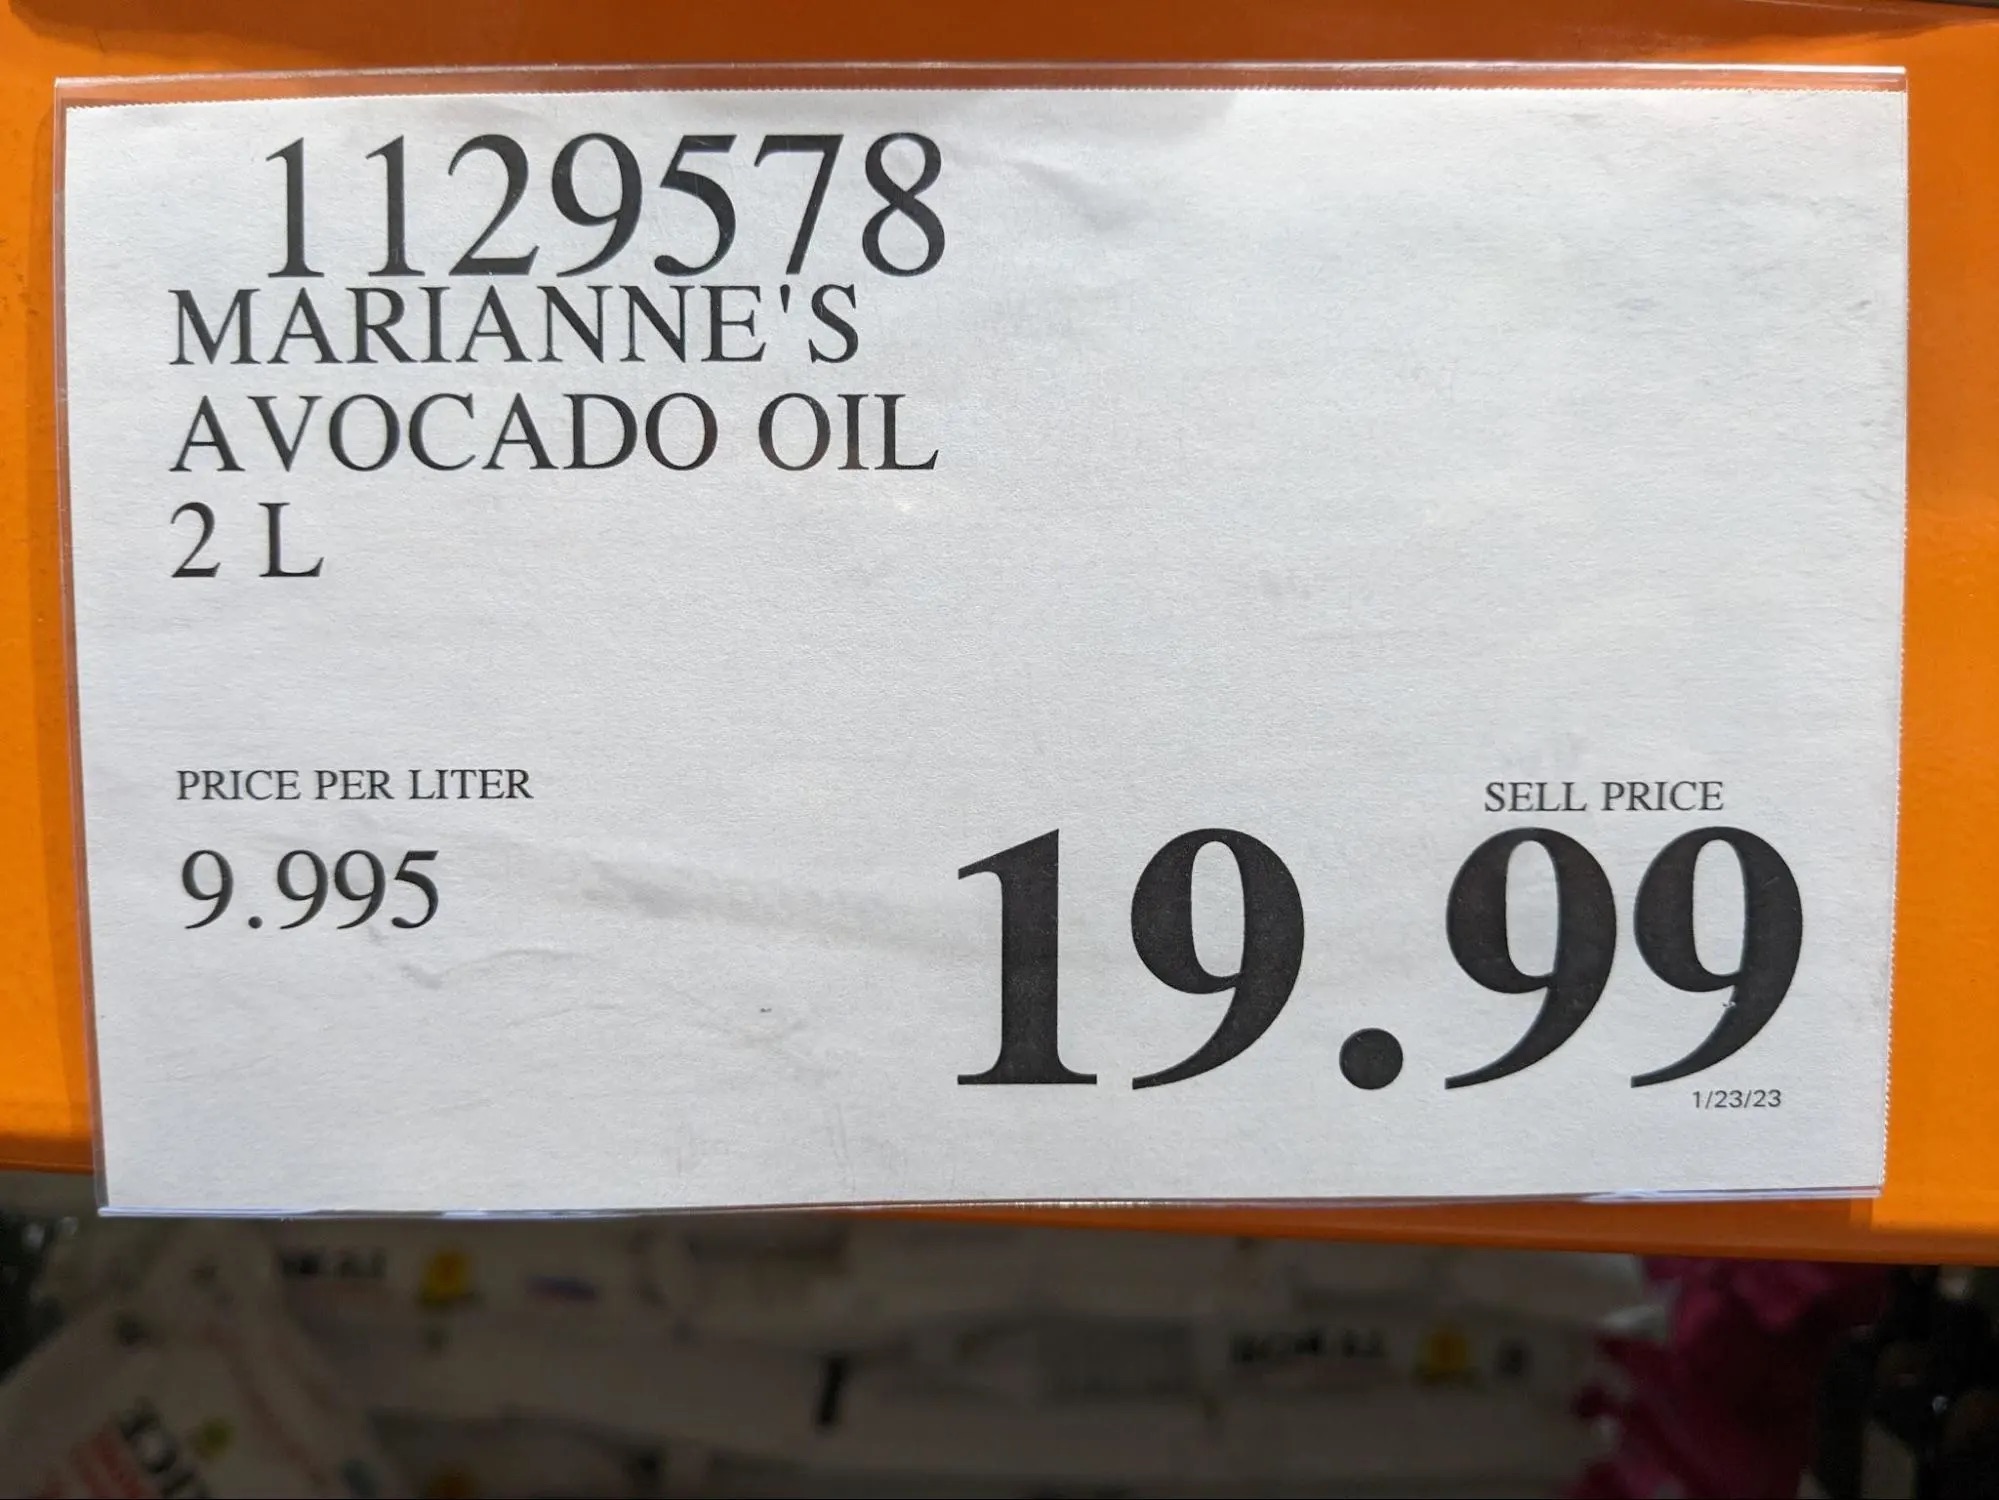 1129578
MARIANNE'S
AVOCADO OIL
2 L
PRICE PER LITER
9.995
SELL PRICE
19.99
1/23/23